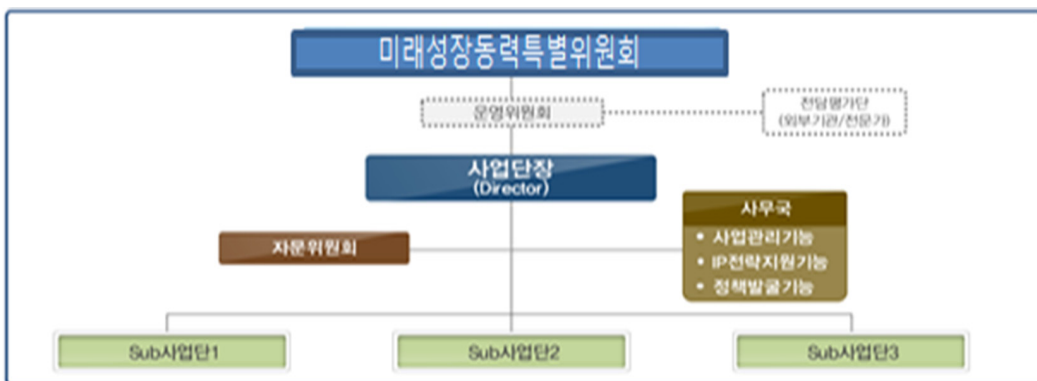 미래성장동력특별위원회
운영위원회
전담평가단
(외부기관/전문가)
사업단장
(Director)
자문위원회
사무국
• 사업관리기능
• IP전략지원기능
• 정책발굴기능
Sub사업단1
Sub사업단2
Sub사업단3